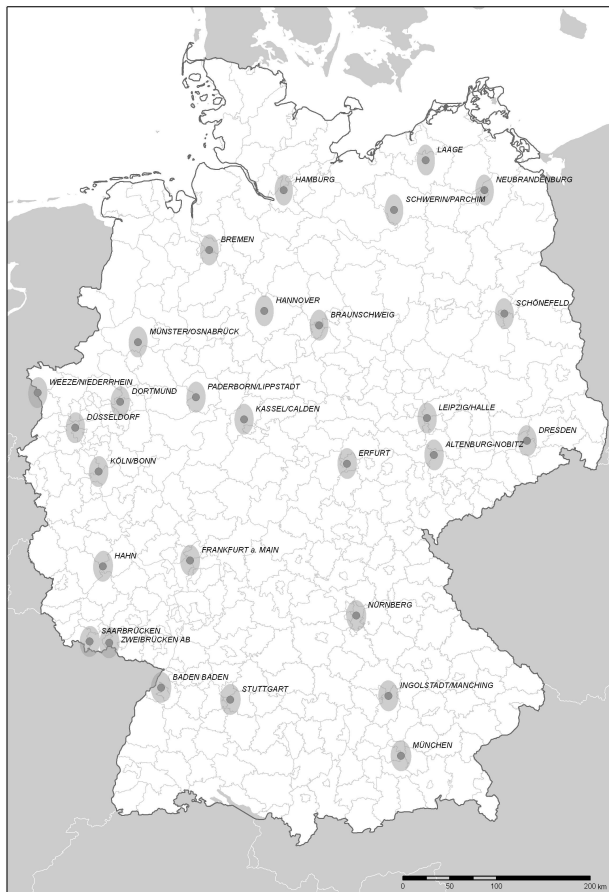 LAAGE
HAMBURG
NEUBRANDENBURG
SCHWERIN/PARCHIM
BREMEN
HANNOVER
BRAUNSCHWEIG
SCHÖNEFELD
MÜNSTER/OSNABRÜCK
WEEZE/NIEDERRHEIN
DORTMUND
PADERBORN/LIPPSTADT
KASSEL/CALDEN
LEIPZIG/HALLE
DÜSSELDORF
DRESDEN
ALTENBURG-NOBITZ
ERFURT
KÖLN/BONN
HAHN
FRANKFURT a. MAIN
NÜRNBERG
SAARBRÜCKEN
ZWEIBRÜCKEN AB
BADEN BADEN
STUTTGART
INGOLSTADT/MANCHING
MÜNCHEN
0 25 50 100 200 km